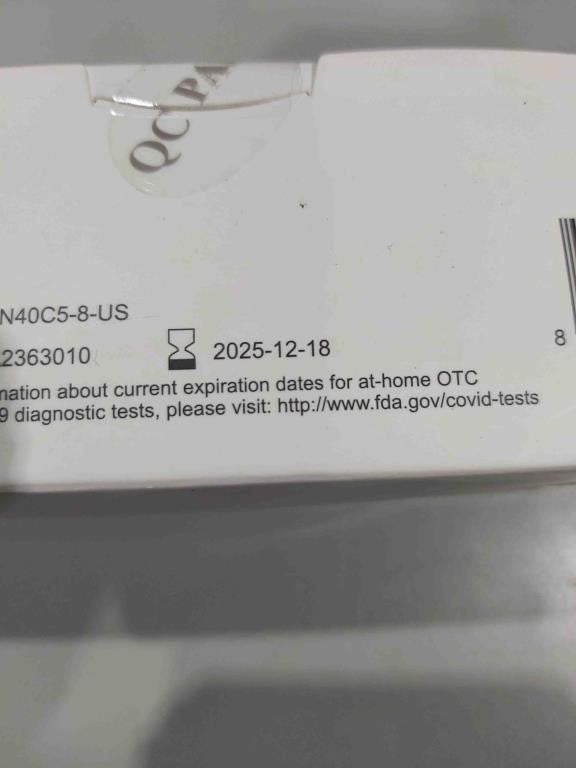 QC PA
N40C5-8-US
2363010
2025-12-18
nation about current expiration dates for at-home OTC
9 diagnostic tests, please visit: http://www.fda.gov/covid-tests
8